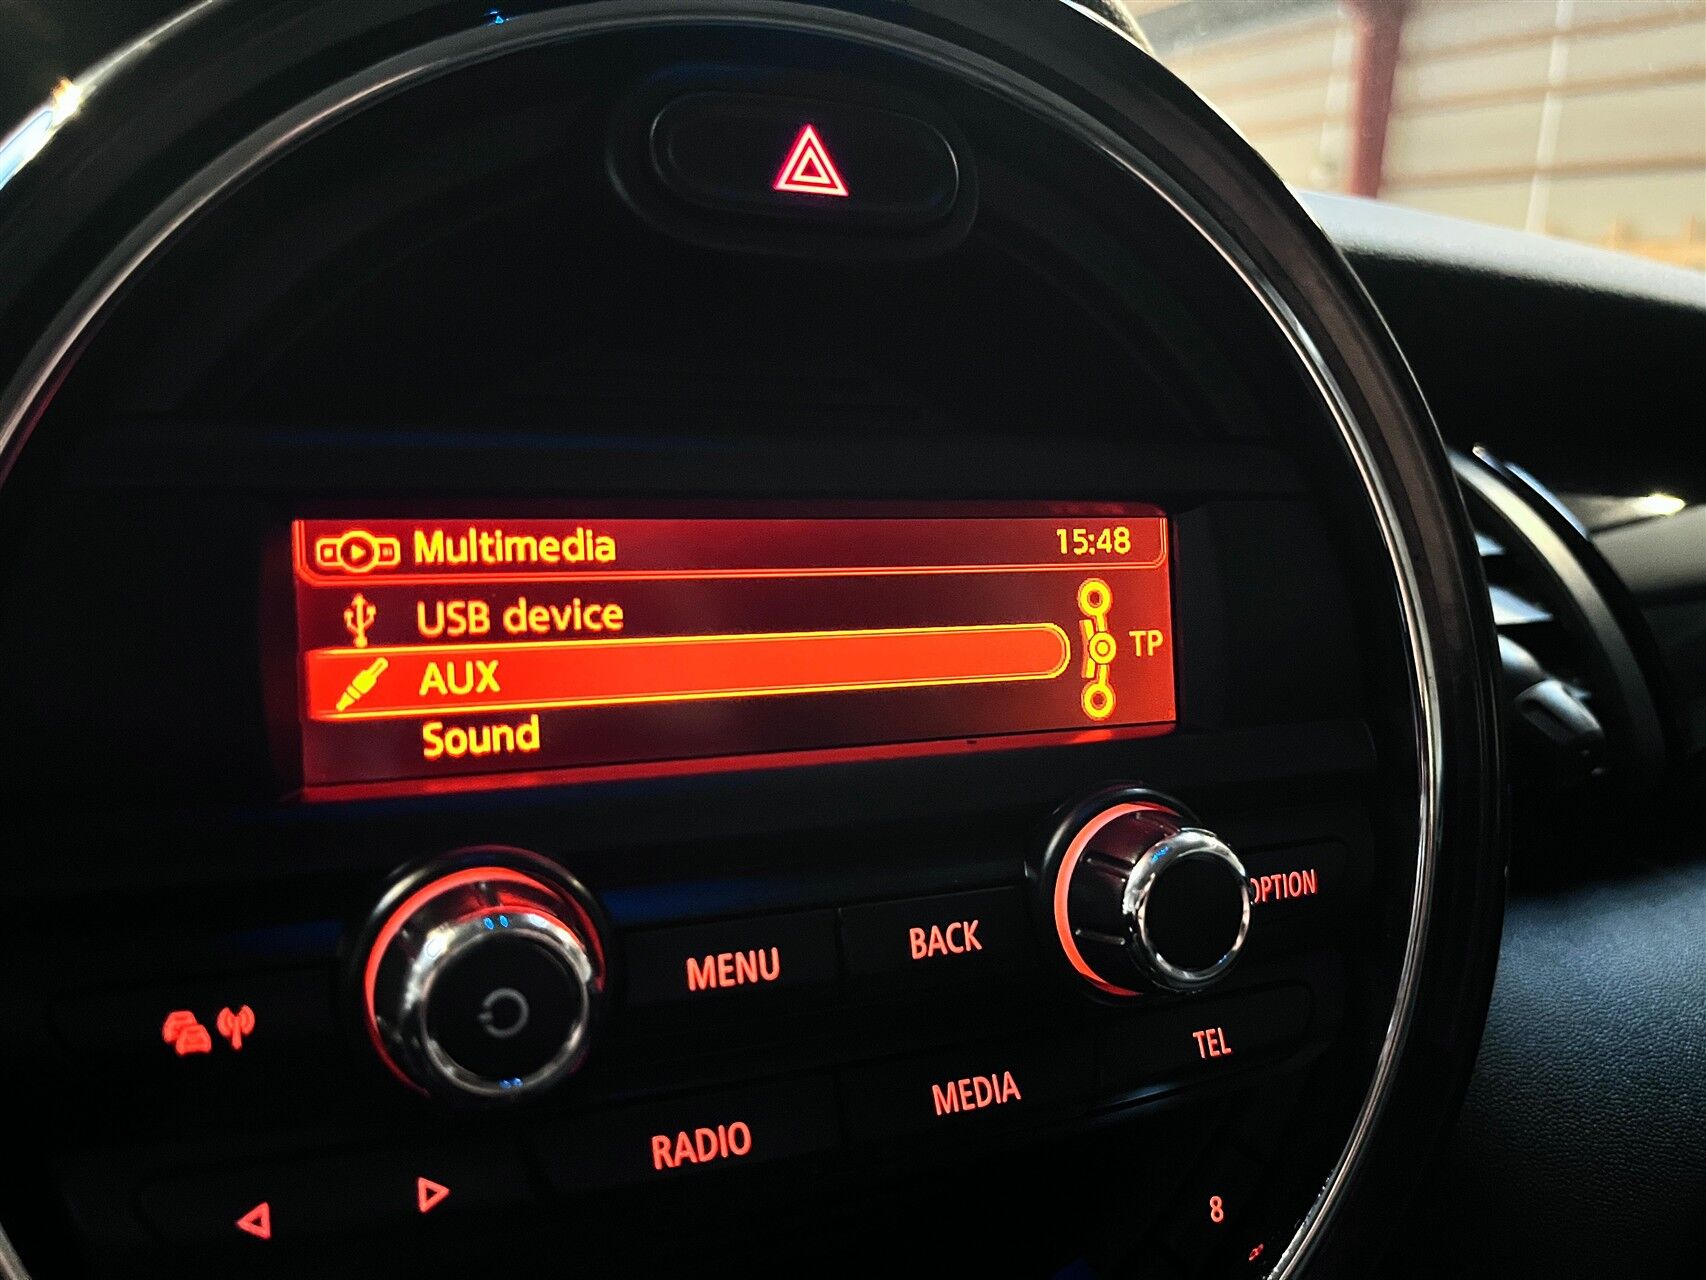 Multimedia 15:48
USB device
AUX TP
Sound
OPTION
MENU BACK
TEL
RADIO MEDIA
8